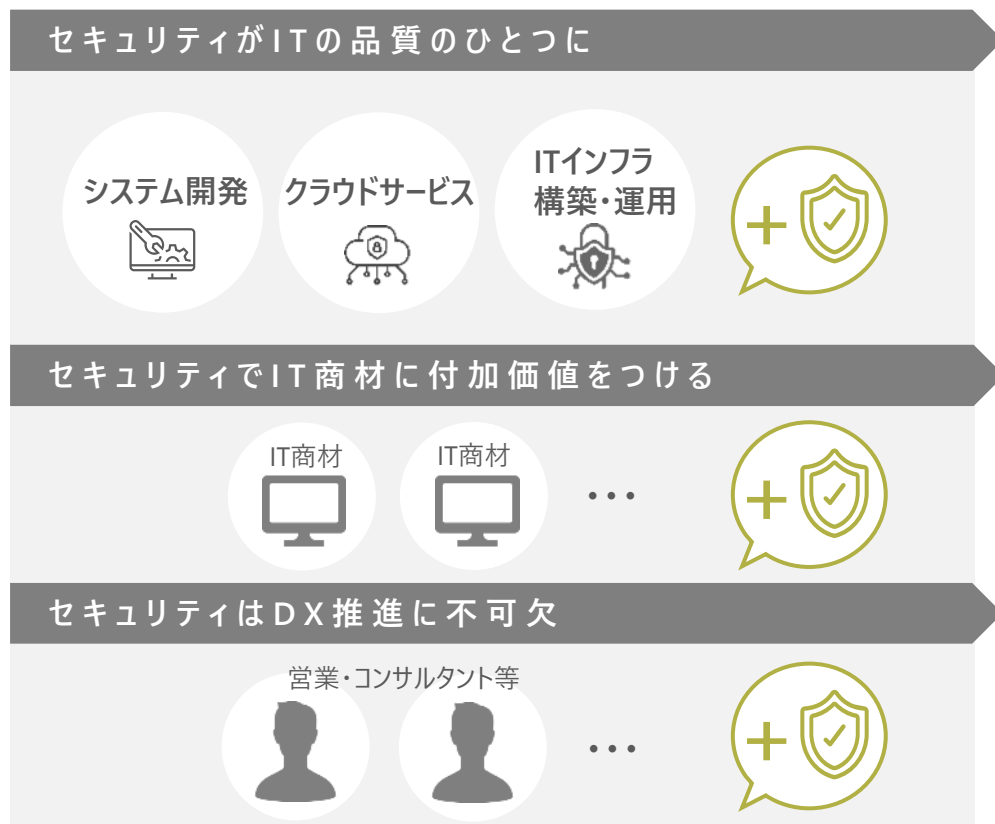 セキュリティがITの品質のひとつに
システム開発
クラウドサービス
ITインフラ
構築・運用
+
セキュリティでIT商材に付加価値をつける
IT商材
IT商材
・・・
+
セキュリティはDX推進に不可欠
営業・コンサルタント等
・・・
+